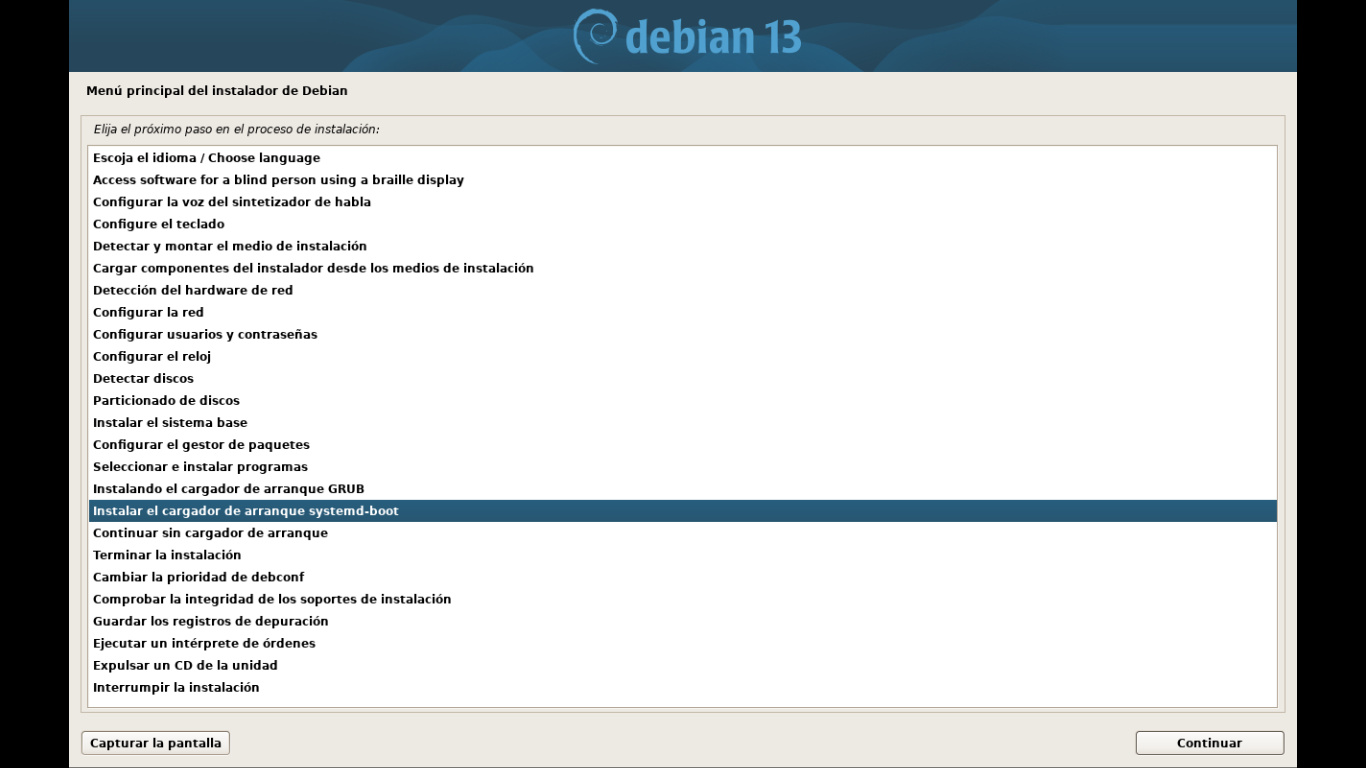 debian 13
Menú principal del instalador de Debian
Elija el próximo paso en el proceso de instalación:
Escoja el idioma / Choose language
Access software for a blind person using a braille display
Configurar la voz del sintetizador de habla
Configure el teclado
Detectar y montar el medio de instalación
Cargar componentes del instalador desde los medios de instalación
Detección del hardware de red
Configurar la red
Configurar usuarios y contraseñas
Configurar el reloj
Detectar discos
Particionado de discos
Instalar el sistema base
Configurar el gestor de paquetes
Seleccionar e instalar programas
Instalando el cargador de arranque GRUB
Instalar el cargador de arranque systemd-boot
Continuar sin cargador de arranque
Terminar la instalación
Cambiar la prioridad de debconf
Comprobar la integridad de los soportes de instalación
Guardar los registros de depuración
Ejecutar un intérprete de órdenes
Expulsar un CD de la unidad
Interrumpir la instalación
Capturar la pantalla
Continuar